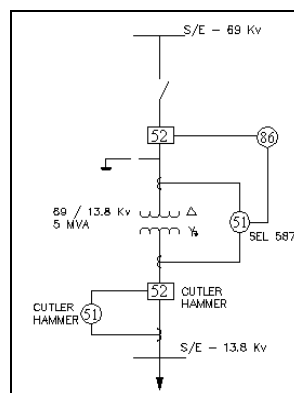 S/E - 69 Kv
52
86
69 / 13.8 Kv
5 MVA
51
SEL 587
52
CUTLER
HAMMER
CUTLER
HAMMER
51
S/E - 13.8 Kv